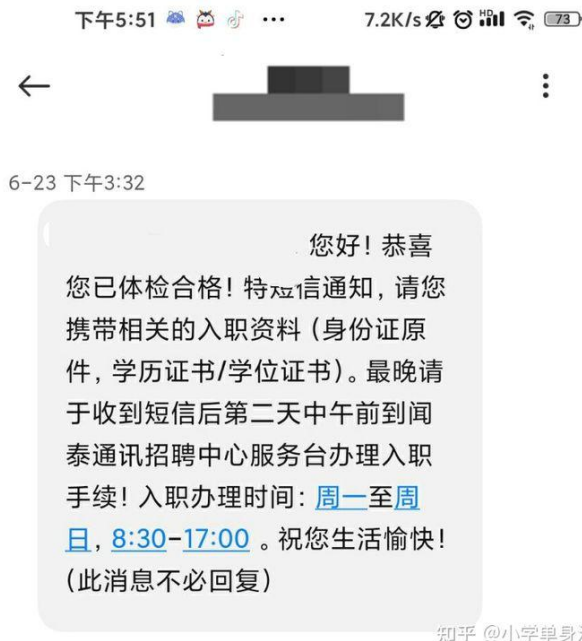 下午5:51 ... 7.2K/s HD 73
6-23 下午3:32
您好！恭喜
您已体检合格！特短信通知，请您
携带相关的入职资料（身份证原
件，学历证书/学位证书）。最晚请
于收到短信后第二天中午前到闻
泰通讯招聘中心服务台办理入职
手续！入职办理时间：周一至周
日，8:30-17:00 。祝您生活愉快！
（此消息不必回复）
知乎 @小学单身